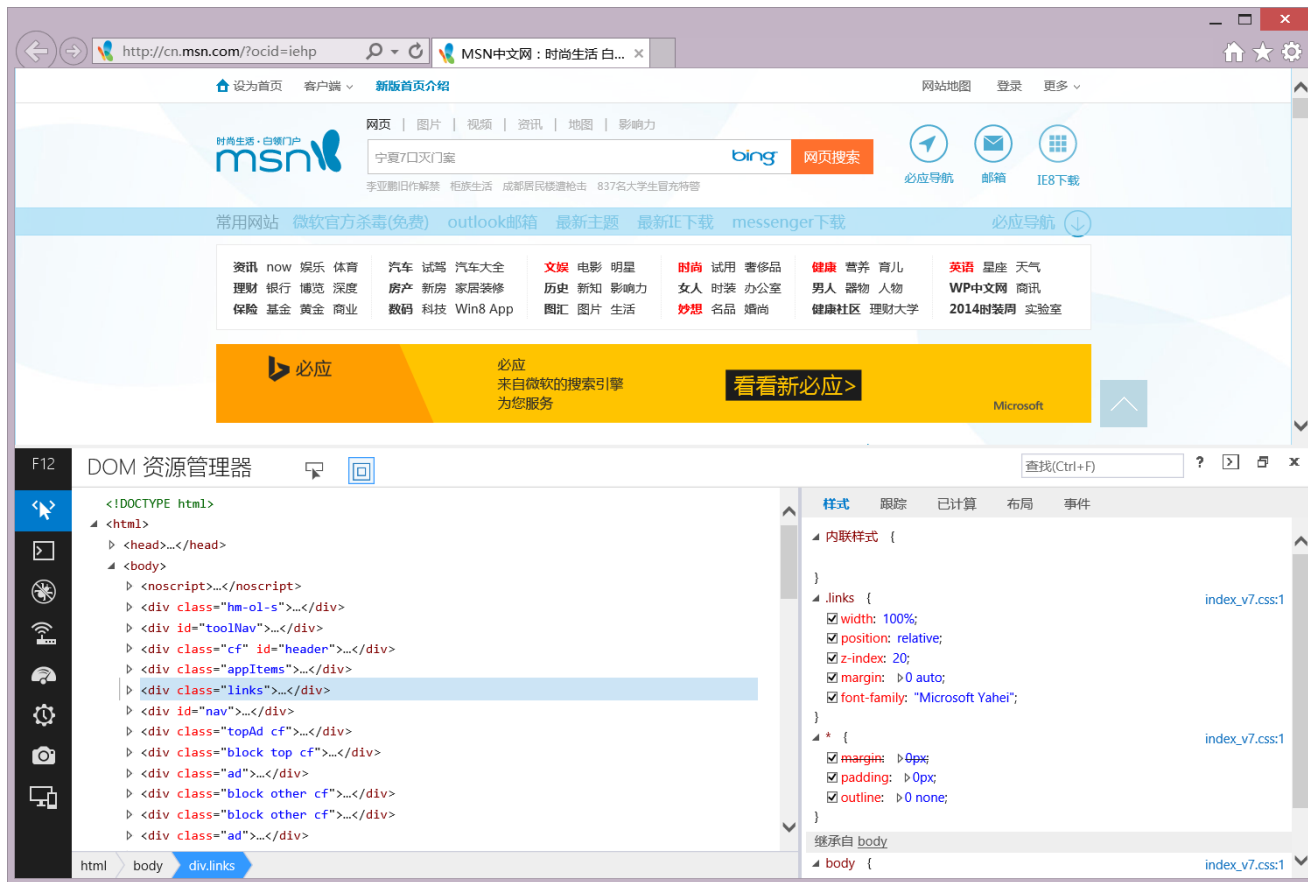 http://cn.msn.com/?ocid=iehp
MSN中文网：时尚生活 白...
设为首页 客户端 新版首页介绍 网站地图 登录 更多
网页 | 图片 | 视频 | 资讯 | 地图 | 影响力
时尚生活·白领门户
msn
宁夏7口灭门案 bing 网页搜索
李亚鹏旧作解禁 柜族生活 成都居民楼遭枪击 837名大学生冒充特警
必应导航 邮箱 IE8下载
常用网站 微软官方杀毒(免费) outlook邮箱 最新主题 最新IE下载 messenger下载 必应导航
资讯 now 娱乐 体育 汽车 试驾 汽车大全 文娱 电影 明星 时尚 试用 奢侈品 健康 营养 育儿 英语 星座 天气
理财 银行 博览 深度 房产 新房 家居装修 历史 新知 影响力 女人 时装 办公室 男人 器物 人物 WP中文网 商讯
保险 基金 黄金 商业 数码 科技 Win8 App 图汇 图片 生活 妙想 名品 婚尚 健康社区 理财大学 2014时装周 实验室
必应
必应
来自微软的搜索引擎
为您服务
看看新必应>
Microsoft
F12 DOM 资源管理器 查找(Ctrl+F) ?
<!DOCTYPE html>
<html>
<head>…</head>
<body>
<noscript>…</noscript>
<div class="hm-ol-s">…</div>
<div id="toolNav">…</div>
<div class="cf" id="header">…</div>
<div class="appItems">…</div>
<div class="links">…</div>
<div id="nav">…</div>
<div class="topAd cf">…</div>
<div class="block top cf">…</div>
<div class="ad">…</div>
<div class="block other cf">…</div>
<div class="block other cf">…</div>
<div class="ad">…</div>
html body div.links
样式 跟踪 已计算 布局 事件
内联样式 {
}
.links { index_v7.css:1
width: 100%;
position: relative;
z-index: 20;
margin: 0 auto;
font-family: "Microsoft Yahei";
}
* { index_v7.css:1
margin: 0px;
padding: 0px;
outline: 0 none;
}
继承自 body
body { index_v7.css:1